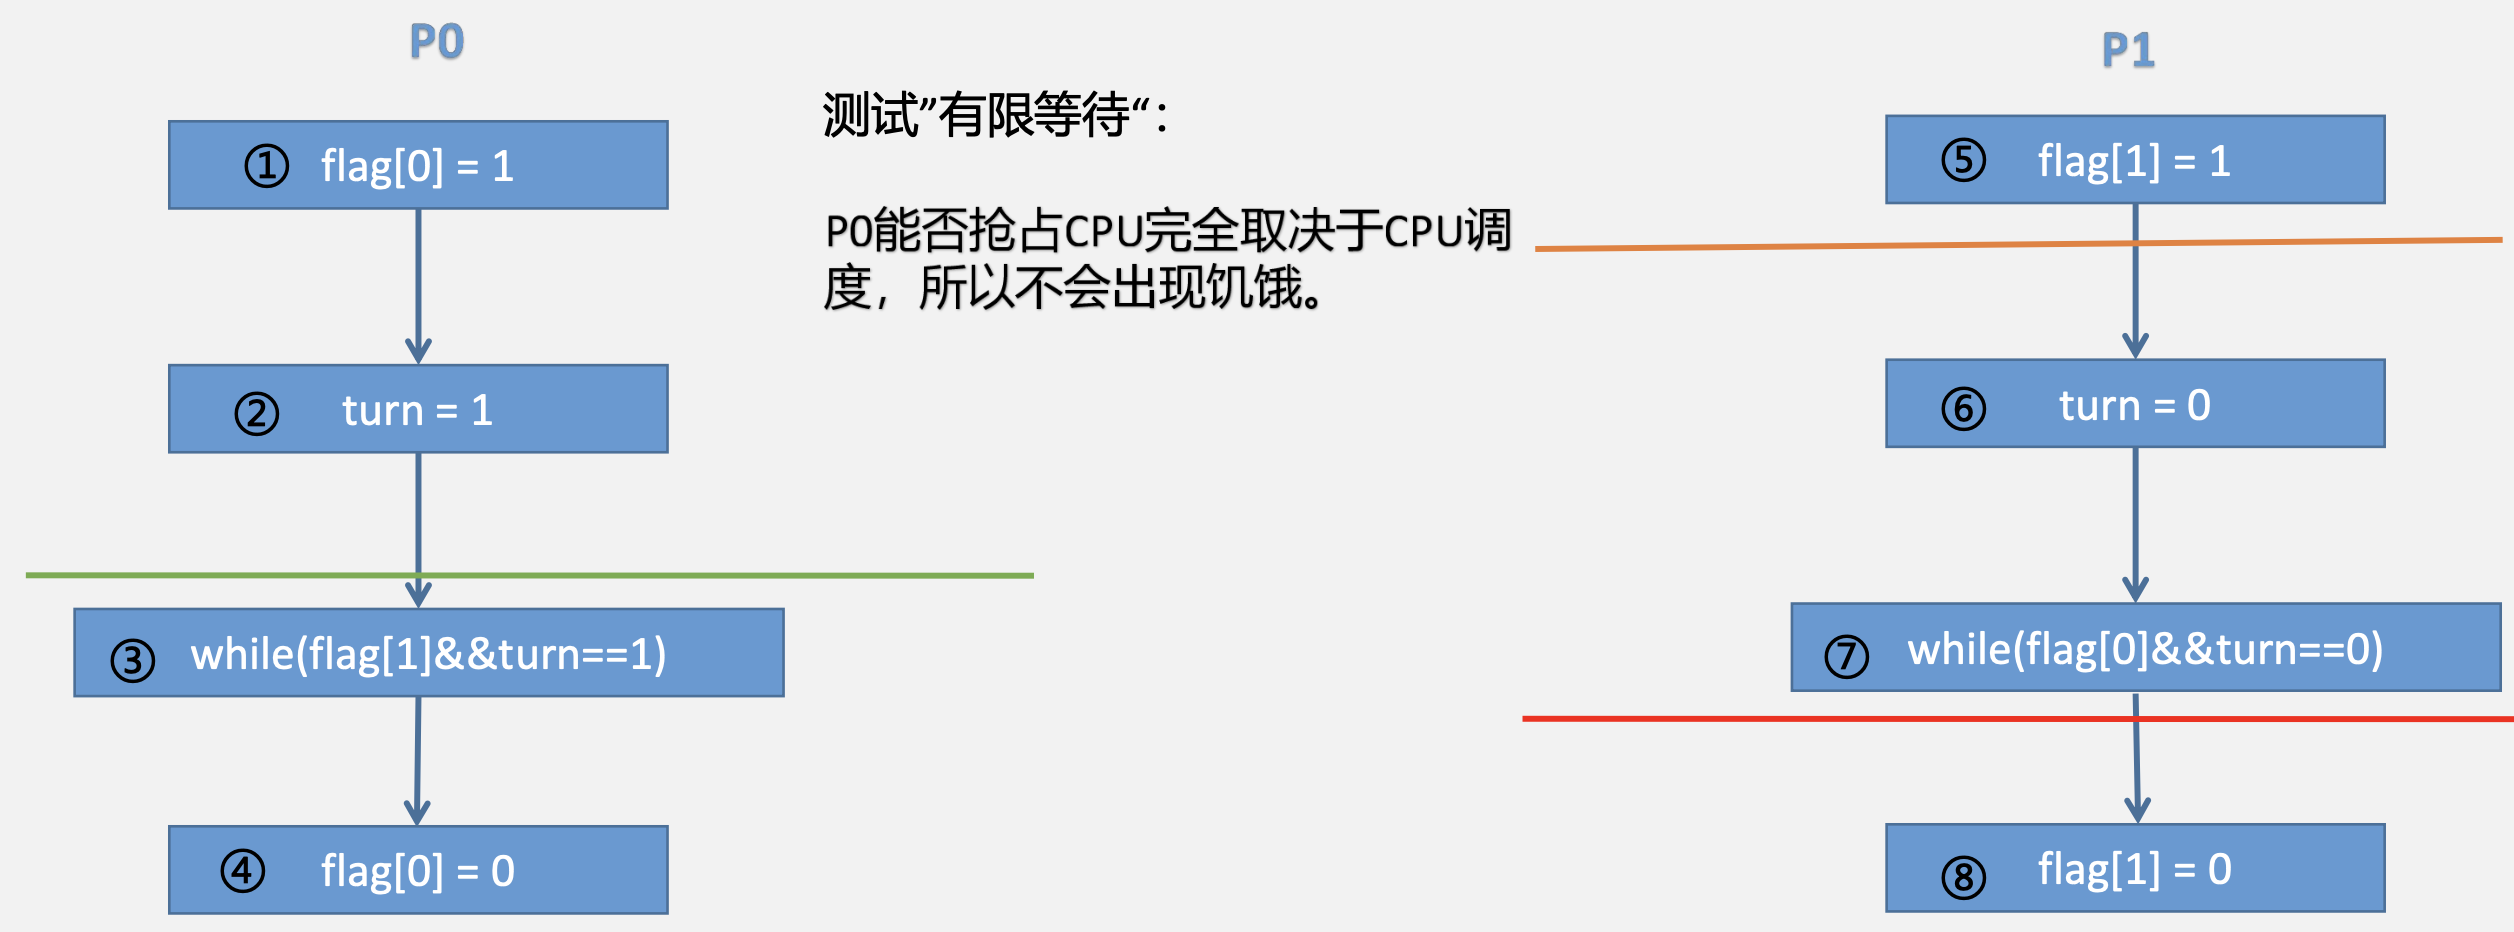 P0
① flag[0] = 1
② turn = 1
③ while(flag[1]&&turn==1)
④ flag[0] = 0
测试”有限等待“：
P0能否抢占CPU完全取决于CPU调
度，所以不会出现饥饿。
P1
⑤ flag[1] = 1
⑥ turn = 0
⑦ while(flag[0]&&turn==0)
⑧ flag[1] = 0